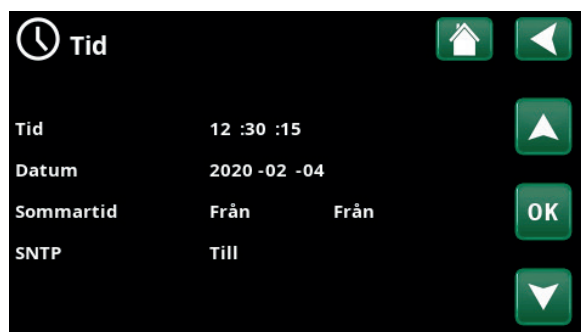 Tid
Tid 12 :30 :15
Datum 2020 -02 -04
Sommartid Från Från
OK
SNTP Till